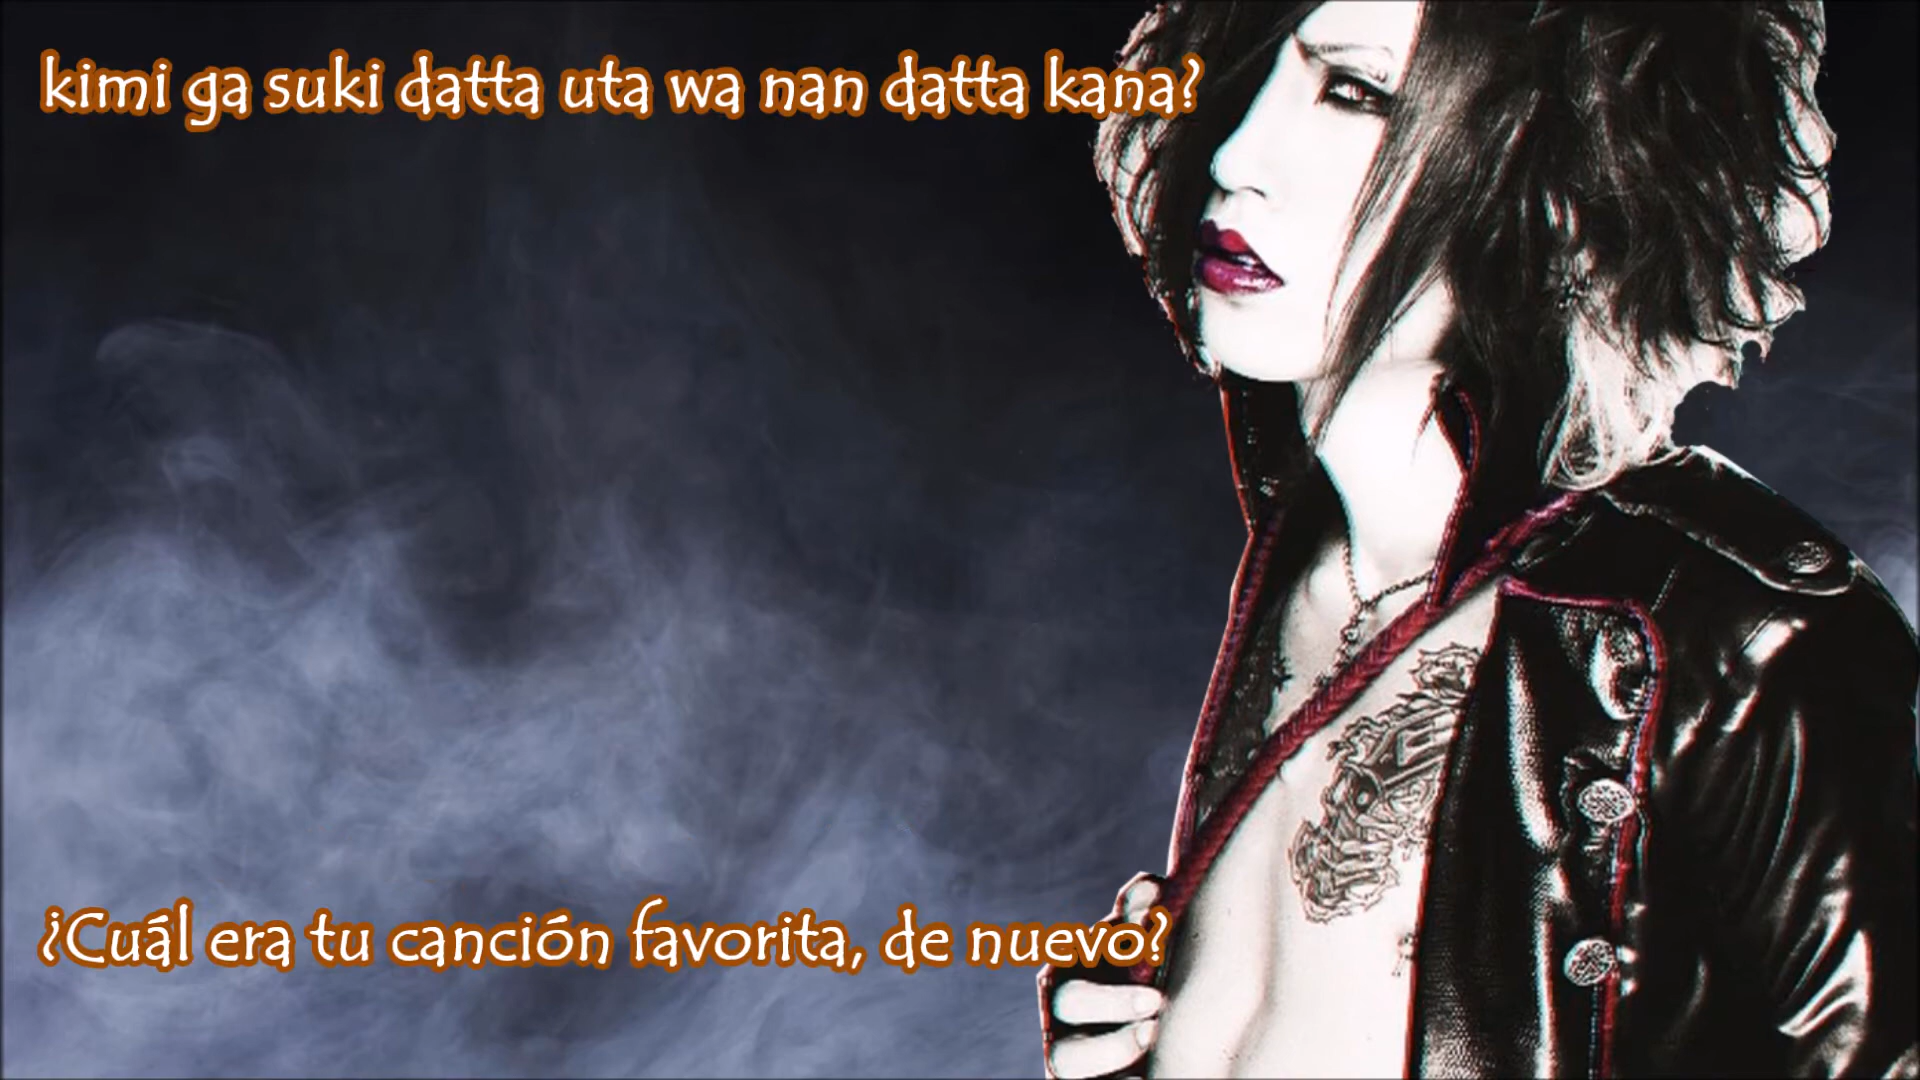 kimi ga suki datta uta wa nan datta kana?
¿Cuál era tu canción favorita, de nuevo?